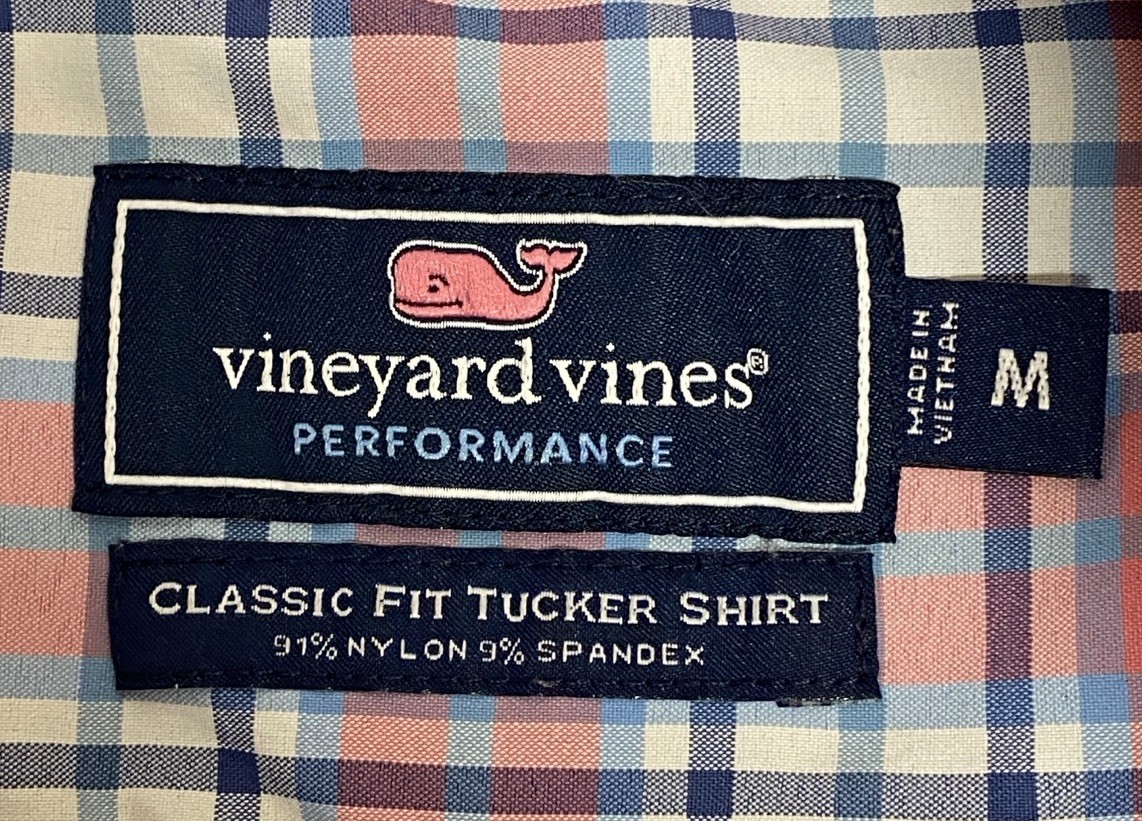 vineyard vines®
PERFORMANCE
MADE IN
VIETNAM
M
CLASSIC FIT TUCKER SHIRT
91% NYLON 9% SPANDEX